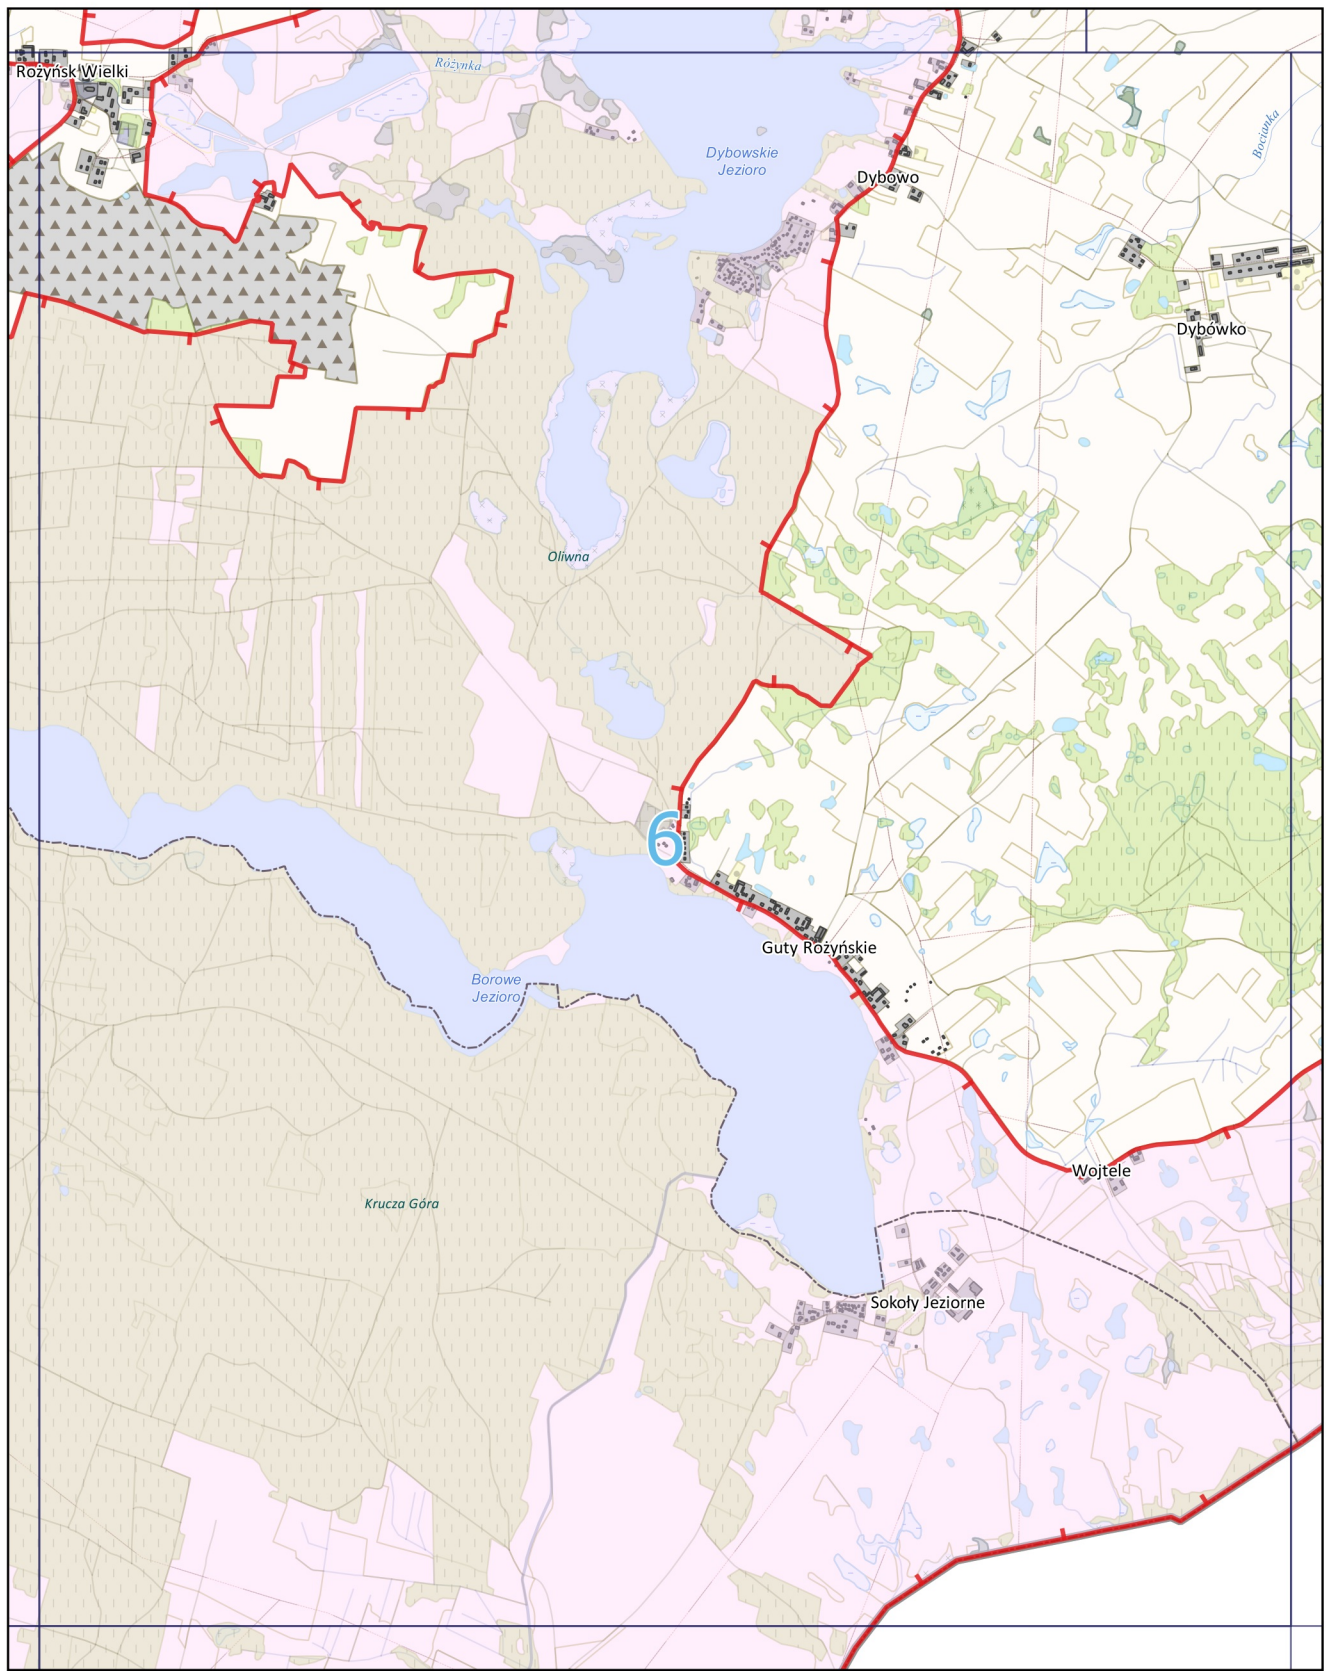 Rożyńsk Wielki
Różynka
Bocianka
Dybowskie
Jezioro
Dybowo
Dybówko
Oliwna
6
Guty Rożyńskie
Borowe
Jezioro
Wojtele
Krucza Góra
Sokoły Jeziorne